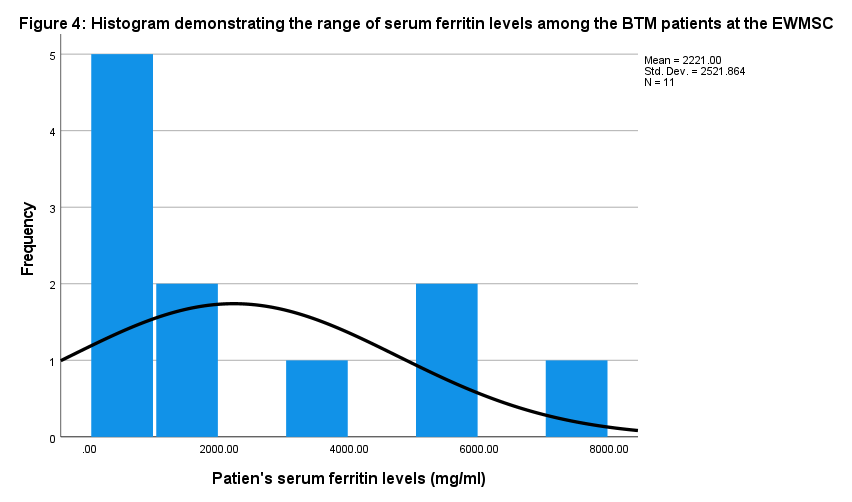 Figure 4: Histogram demonstrating the range of serum ferritin levels among the BTM patients at the EWMSC
Mean = 2221.00
Std. Dev. = 2521.864
N = 11
Frequency
5
4
3
2
1
0
.00 2000.00 4000.00 6000.00 8000.00
Patien's serum ferritin levels (mg/ml)